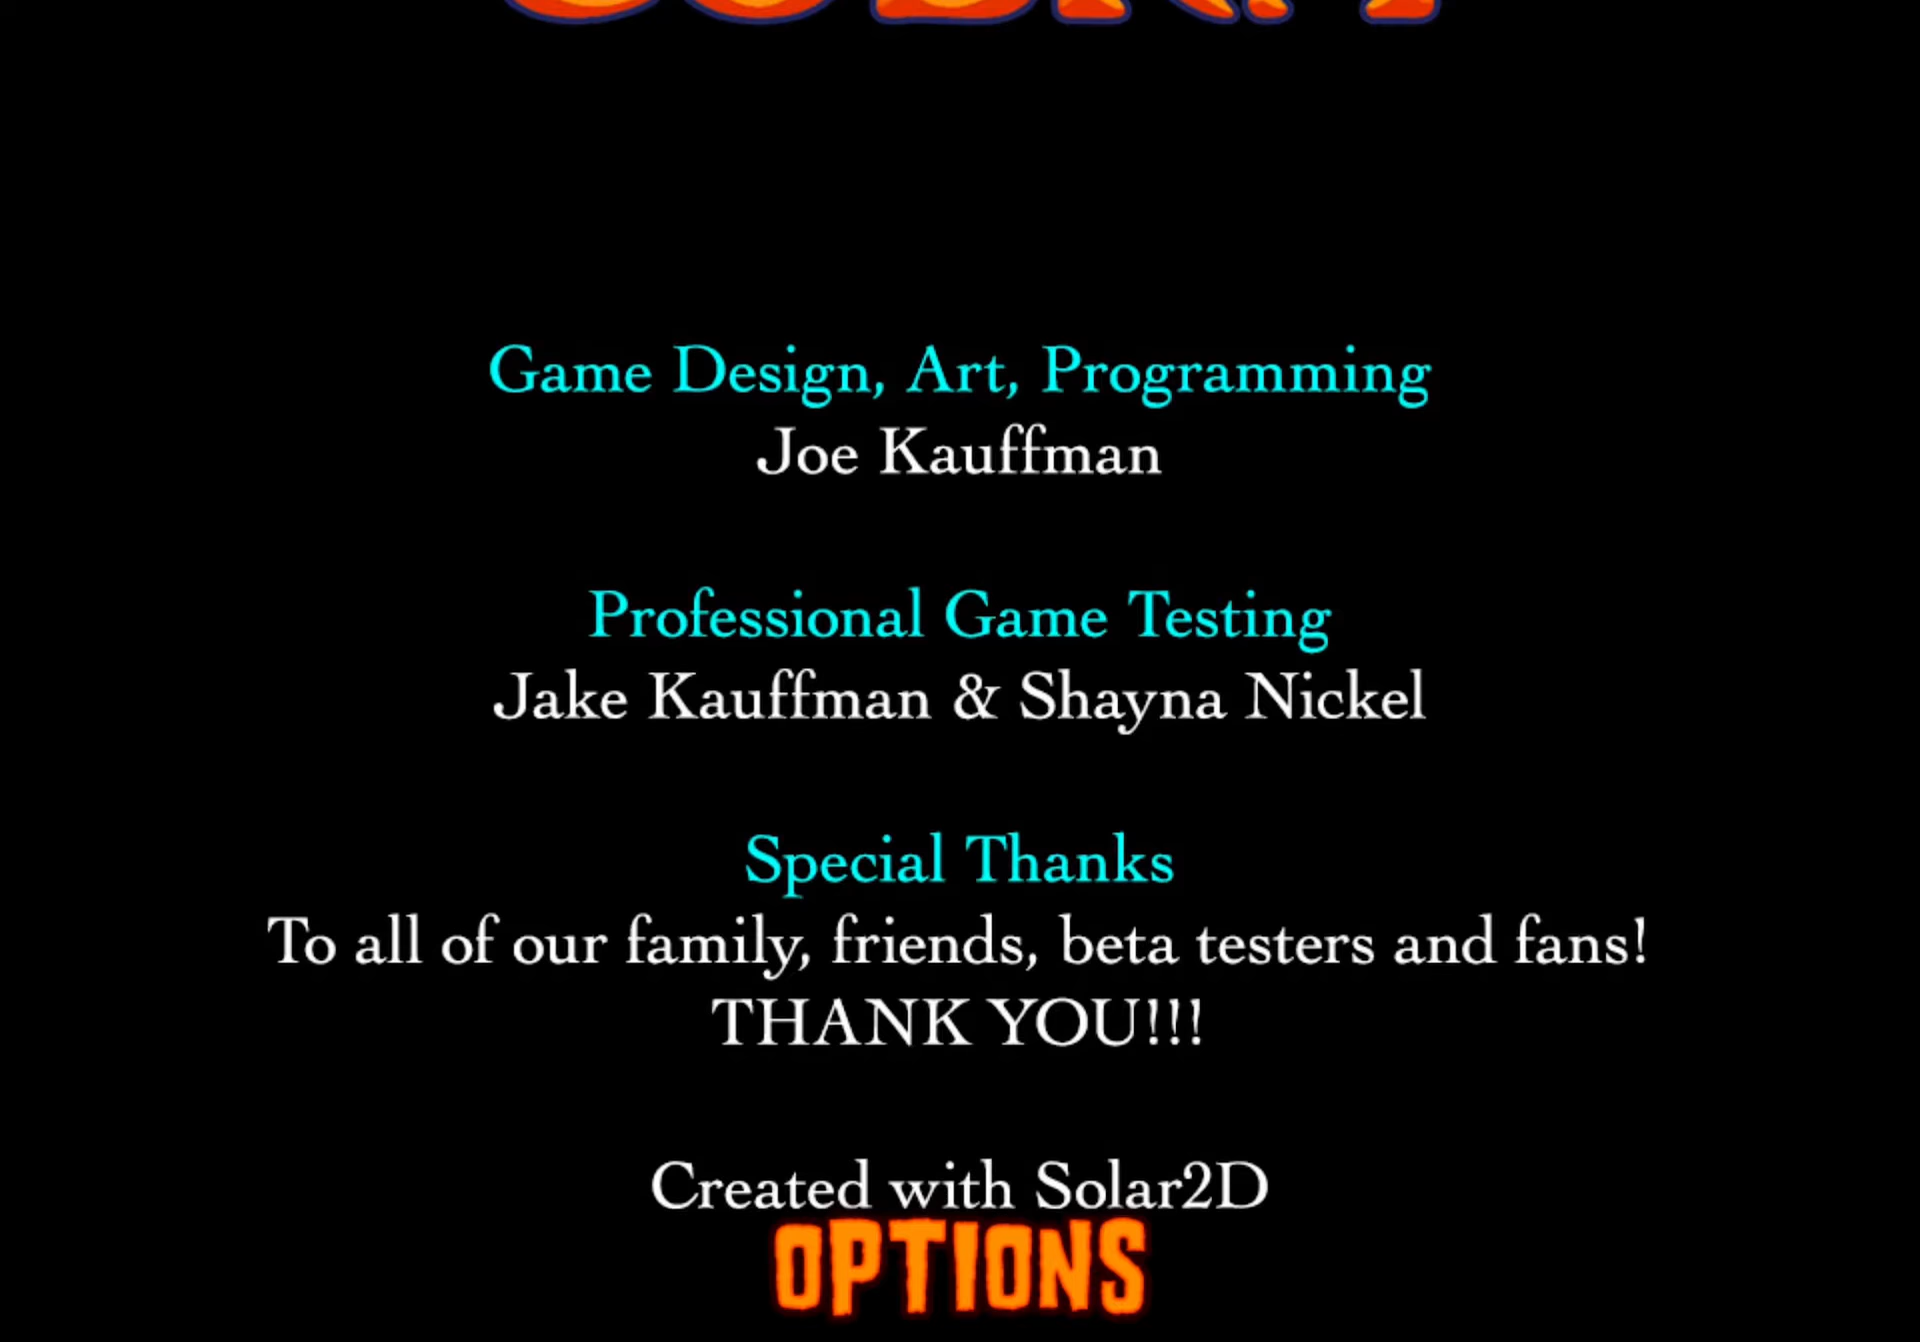 Game Design, Art, Programming
Joe Kauffman
Professional Game Testing
Jake Kauffman & Shayna Nickel
Special Thanks
To all of our family, friends, beta testers and fans!
THANK YOU!!!
Created with Solar2D
OPTIONS